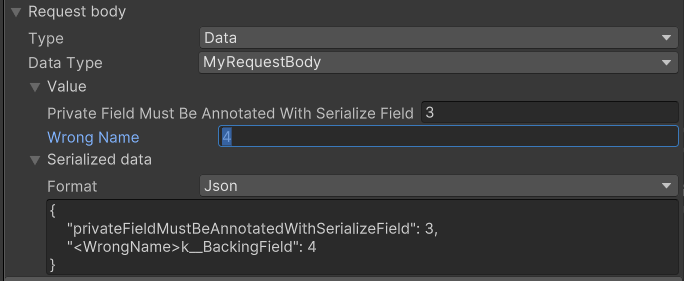 Request body
Type Data
Data Type MyRequestBody
Value
Private Field Must Be Annotated With Serialize Field 3
Wrong Name 4
Serialized data
Format Json
{
    "privateFieldMustBeAnnotatedWithSerializeField": 3,
    "<WrongName>k__BackingField": 4
}